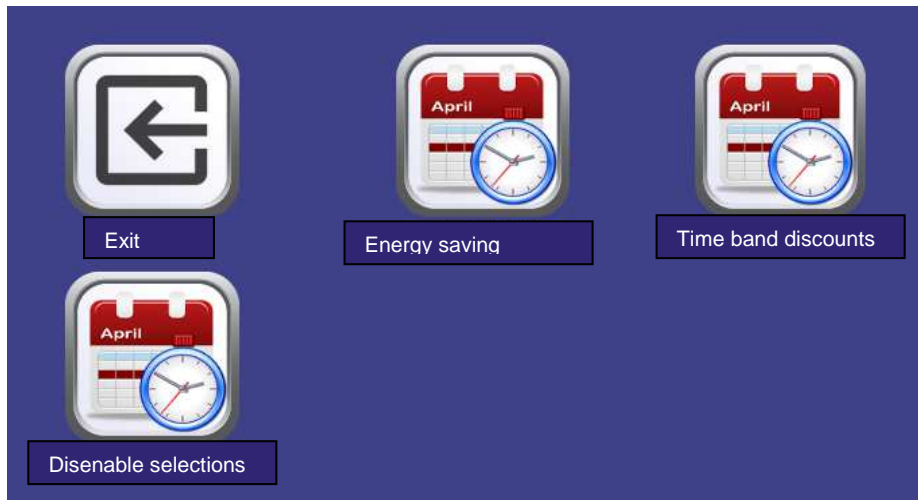 April
April
Exit
Energy saving
Time band discounts
April
Disenable selections